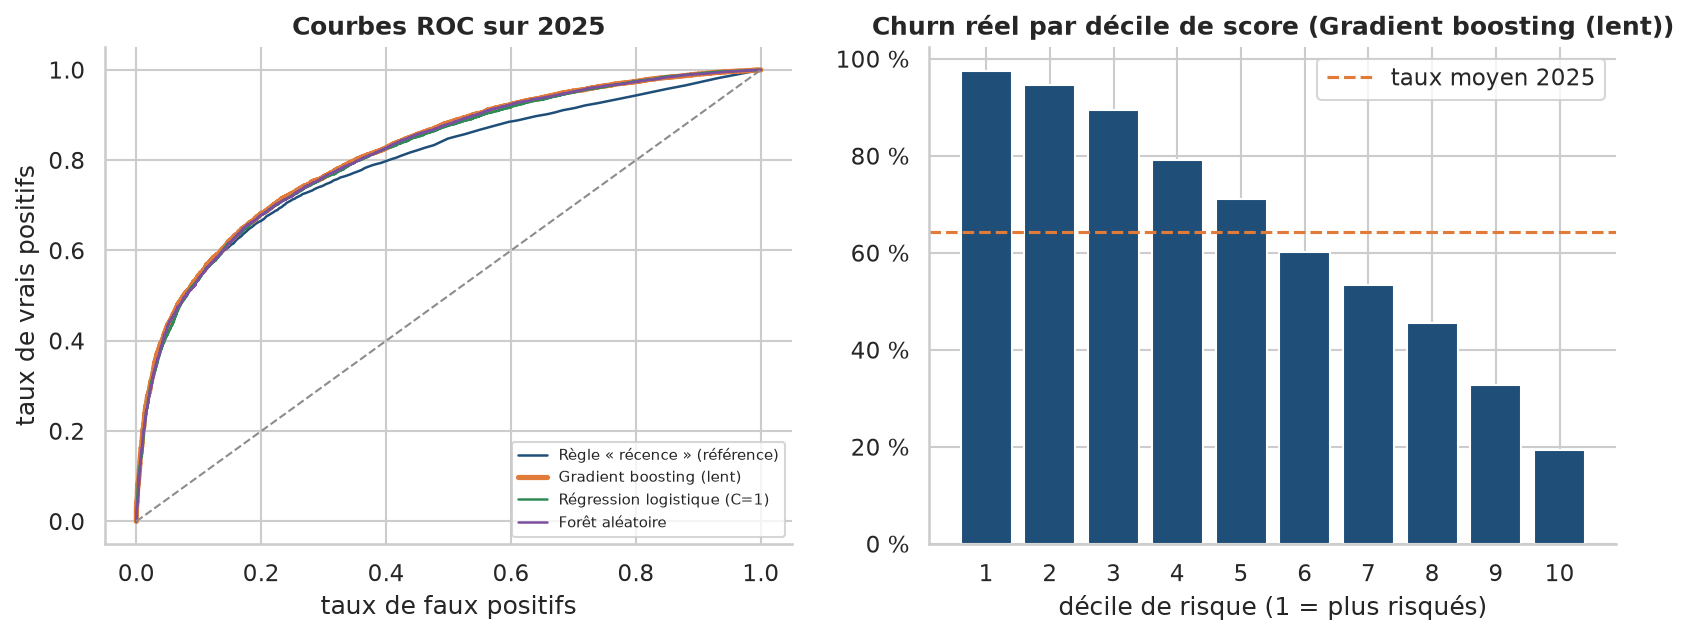 Courbes ROC sur 2025
taux de vrais positifs
1.0
0.8
0.6
0.4
0.2
0.0
0.0 0.2 0.4 0.6 0.8 1.0
taux de faux positifs
Règle « récence » (référence)
Gradient boosting (lent)
Régression logistique (C=1)
Forêt aléatoire
Churn réel par décile de score (Gradient boosting (lent))
100 %
80 %
60 %
40 %
20 %
0 %
taux moyen 2025
1 2 3 4 5 6 7 8 9 10
décile de risque (1 = plus risqués)